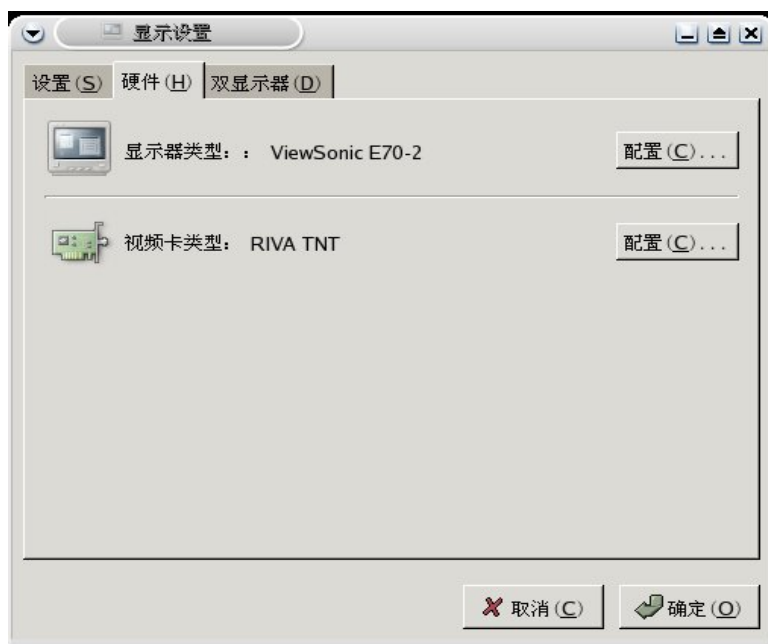 显示设置
设置(S) 硬件(H) 双显示器(D)
显示器类型：： ViewSonic E70-2 配置(C)...
视频卡类型： RIVA TNT 配置(C)...
取消(C) 确定(O)